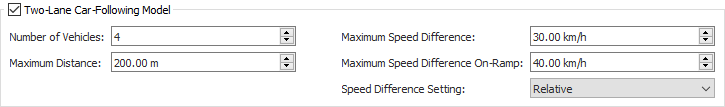 Two-Lane Car-Following Model
Number of Vehicles: 4
Maximum Speed Difference: 30.00 km/h
Maximum Distance: 200.00 m
Maximum Speed Difference On-Ramp: 40.00 km/h
Speed Difference Setting: Relative